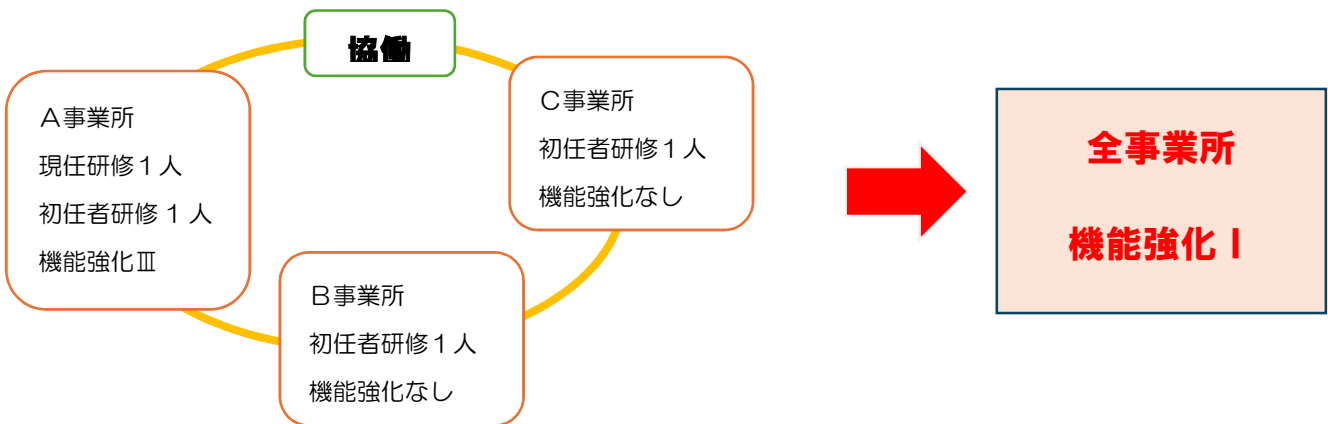 協働
A事業所
現任研修1人
初任者研修1人
機能強化Ⅲ
B事業所
初任者研修1人
機能強化なし
C事業所
初任者研修1人
機能強化なし
全事業所
機能強化Ⅰ